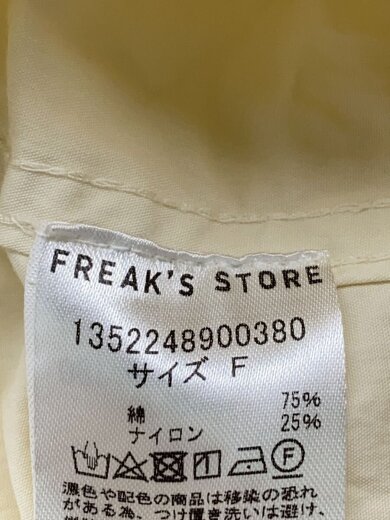 FREAK'S STORE
1352248900380
サイズ F
綿 75%
ナイロン 25%
F
濃色や配色の商品は移染の恐れ
がある為、つけ置き洗いは避け、